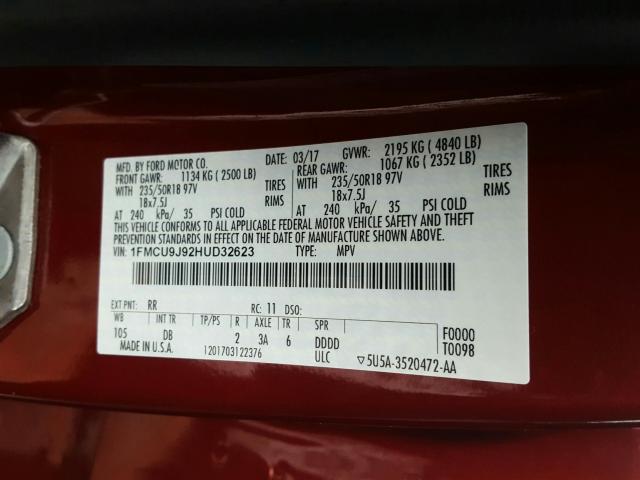 MFD. BY FORD MOTOR CO.
DATE: 03/17 GVWR: 2195 KG ( 4840 LB)
FRONT GAWR: 1134 KG ( 2500 LB) REAR GAWR: 1067 KG ( 2352 LB)
WITH 235/50R18 97V TIRES WITH 235/50R18 97V TIRES
18x7.5J RIMS 18x7.5J RIMS
AT 240 kPa/ 35 PSI COLD AT 240 kPa/ 35 PSI COLD
THIS VEHICLE CONFORMS TO ALL APPLICABLE FEDERAL MOTOR VEHICLE SAFETY AND THEFT
PREVENTION STANDARDS IN EFFECT ON THE DATE OF MANUFACTURE SHOWN ABOVE.
VIN: 1FMCU9J92HUD32623 TYPE: MPV
EXT PNT: RR RC: 11 DSO:
WB INT TR TP/PS R AXLE TR SPR F0000
105 DB 2 3A 6 DDDD T0098
MADE IN U.S.A. 1201703122376 ULC ▽5U5A-3520472-AA